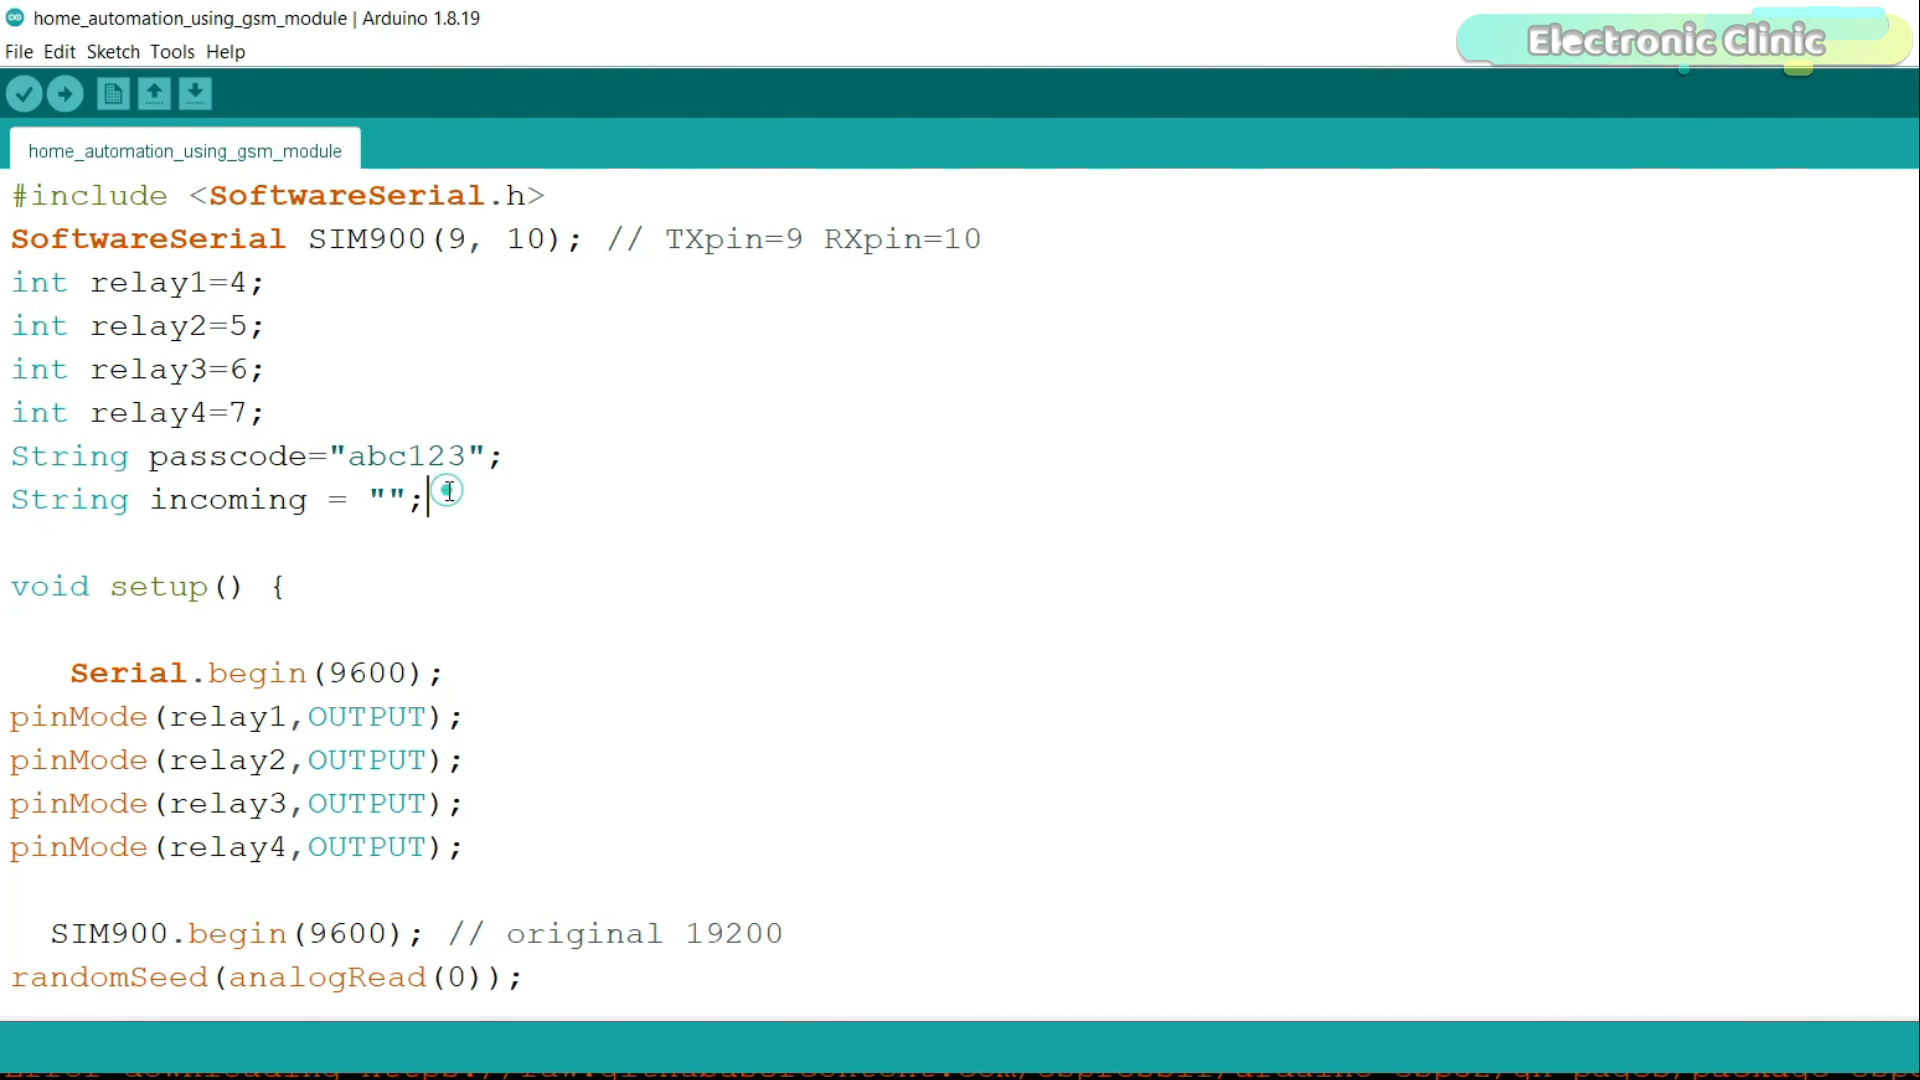 home_automation_using_gsm_module | Arduino 1.8.19
Electronic Clinic
File Edit Sketch Tools Help
home_automation_using_gsm_module
#include <SoftwareSerial.h>
SoftwareSerial SIM900(9, 10); // TXpin=9 RXpin=10
int relay1=4;
int relay2=5;
int relay3=6;
int relay4=7;
String passcode="abc123";
String incoming = "";
void setup() {
Serial.begin(9600);
pinMode(relay1,OUTPUT);
pinMode(relay2,OUTPUT);
pinMode(relay3,OUTPUT);
pinMode(relay4,OUTPUT);
SIM900.begin(9600); // original 19200
randomSeed(analogRead(0));